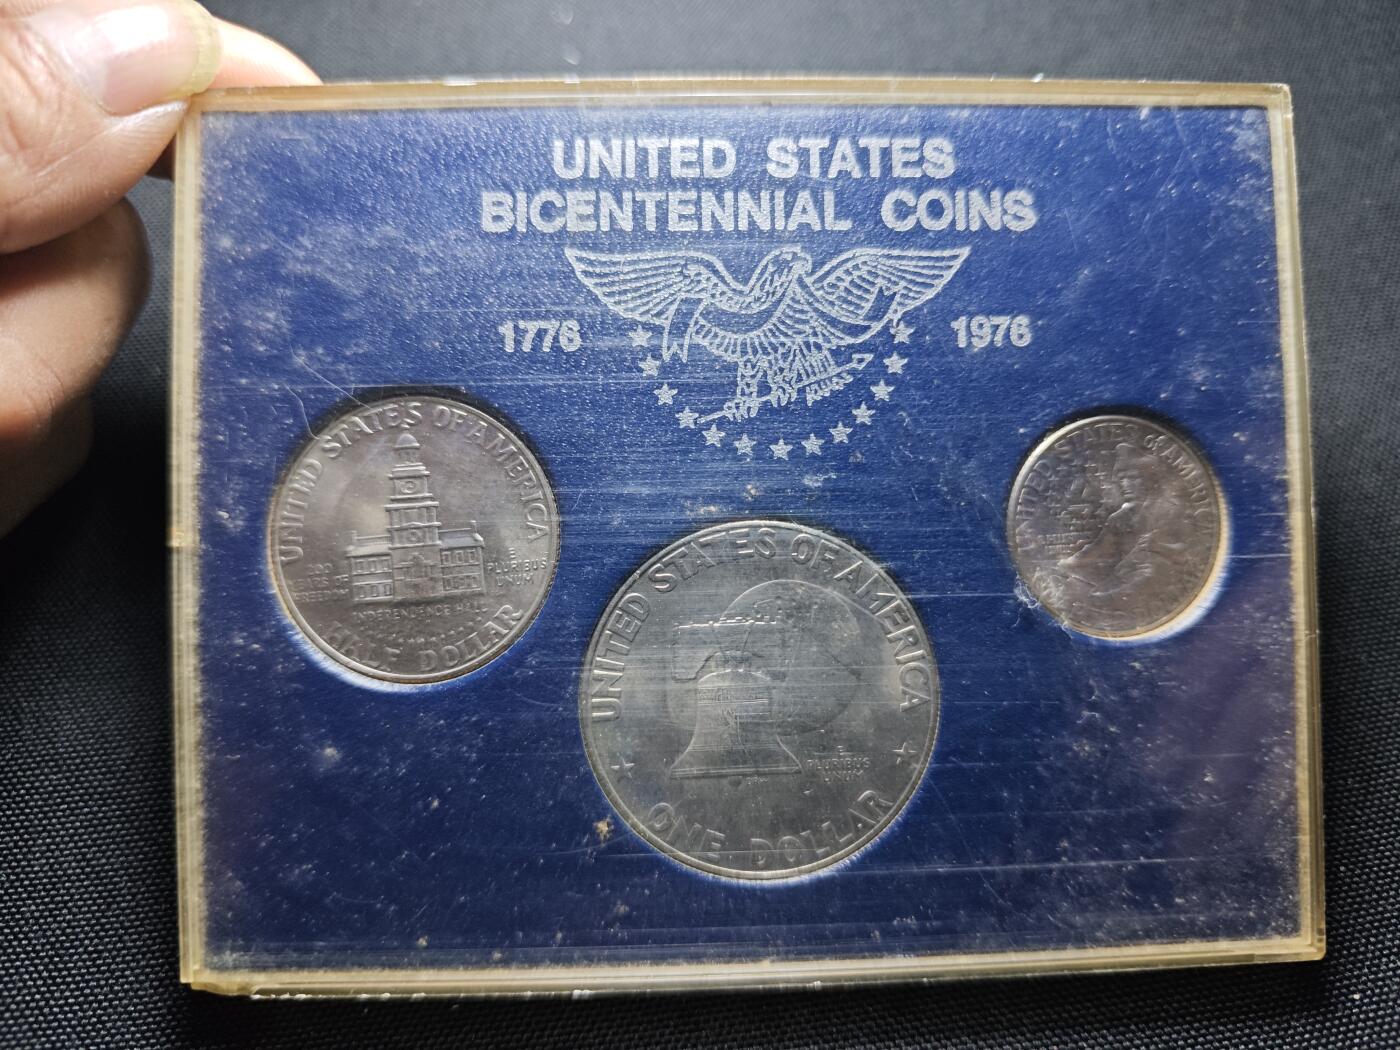 UNITED STATES
BICENTENNIAL COINS
1776 1976
UNITED STATES OF AMERICA
200
YEARS OF
FREEDOM
E
PLURIBUS
UNUM
INDEPENDENCE HALL
HALF DOLLAR
UNITED STATES OF AMERICA
E
PLURIBUS
UNUM
ONE DOLLAR
UNITED STATES OF AMERICA